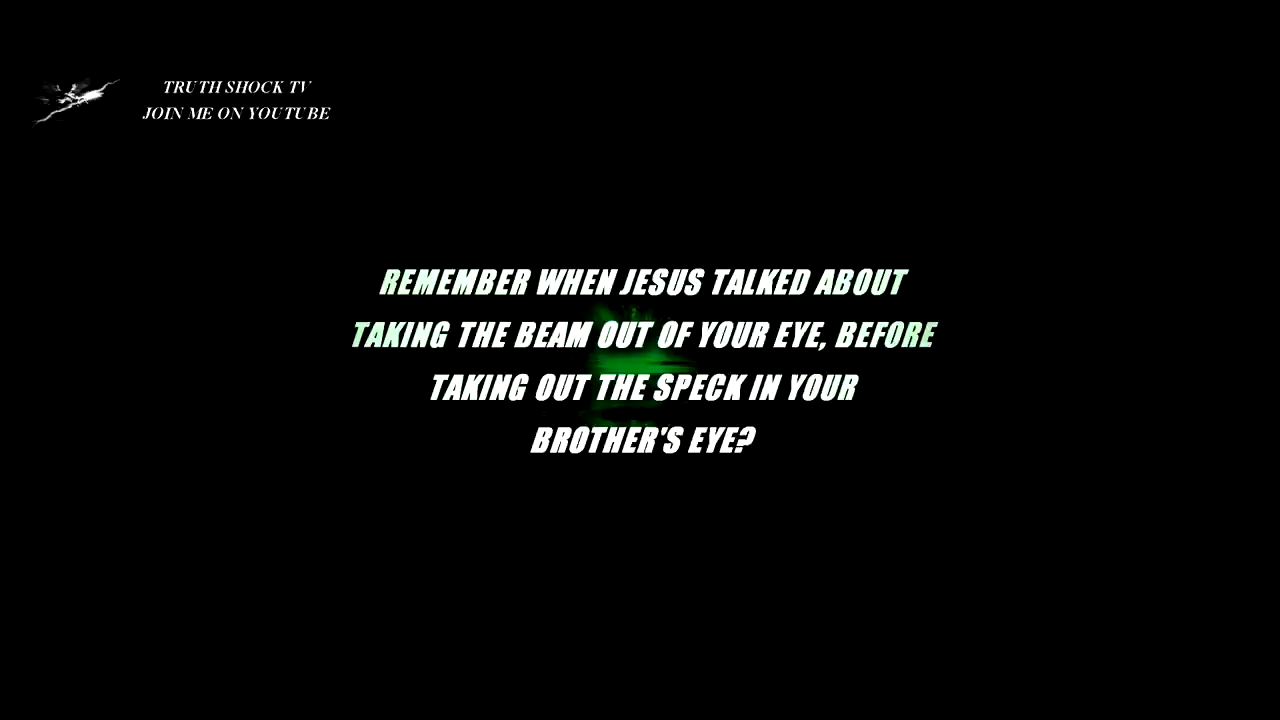 TRUTH SHOCK TV
JOIN ME ON YOUTUBE
REMEMBER WHEN JESUS TALKED ABOUT
TAKING THE BEAM OUT OF YOUR EYE, BEFORE
TAKING OUT THE SPECK IN YOUR
BROTHER'S EYE?